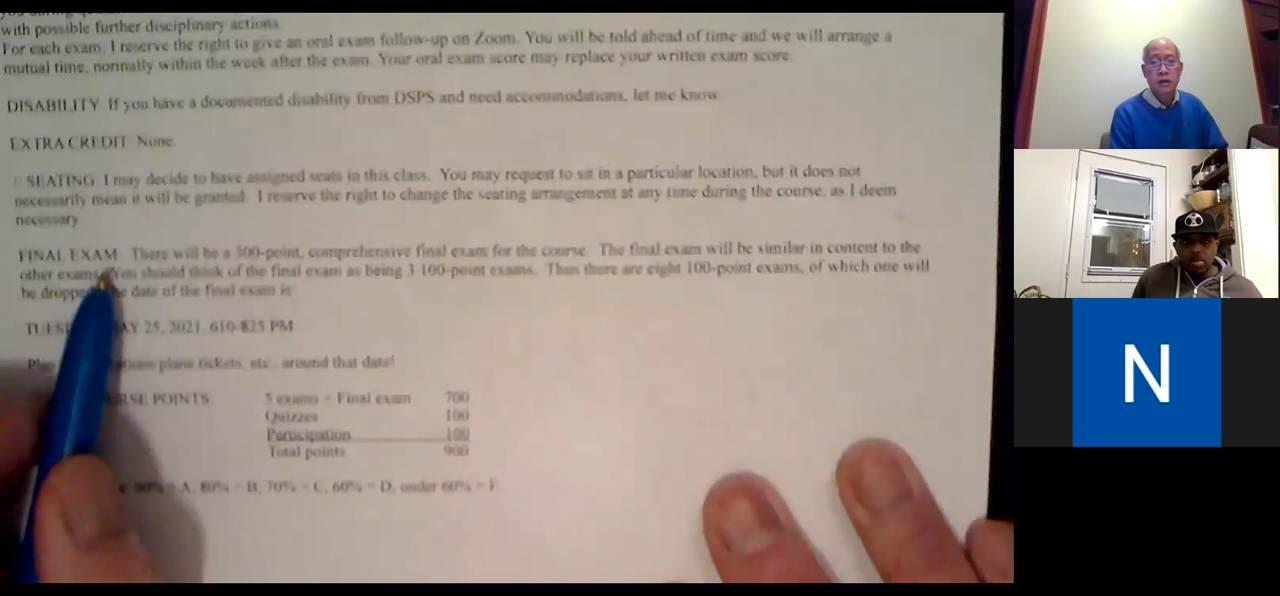 with possible further disciplinary actions.
For each exam, I reserve the right to give an oral exam follow-up on Zoom. You will be told ahead of time and we will arrange a
mutual time, normally within the week after the exam. Your oral exam score may replace your written exam score.
DISABILITY If you have a documented disability from DSPS and need accommodations, let me know.
EXTRA CREDIT None.
// SEATING I may decide to have assigned seats in this class. You may request to sit in a particular location, but it does not
necessarily mean it will be granted. I reserve the right to change the seating arrangement at any time during the course, as I deem
necessary.
FINAL EXAM There will be a 300-point, comprehensive final exam for the course. The final exam will be similar in content to the
other exams. You should think of the final exam as being 3 100-point exams. Thus there are eight 100-point exams, of which one will
be dropped date of the final exam is:
MAY 25, 2021 610-825 PM
plane tickets, etc., around that date!
POINTS 5 exams + Final exam 700
Quizzes 100
Participation 100
Total points 900
90% = A, 80% = B, 70% = C, 60% = D, under 60% = F
N